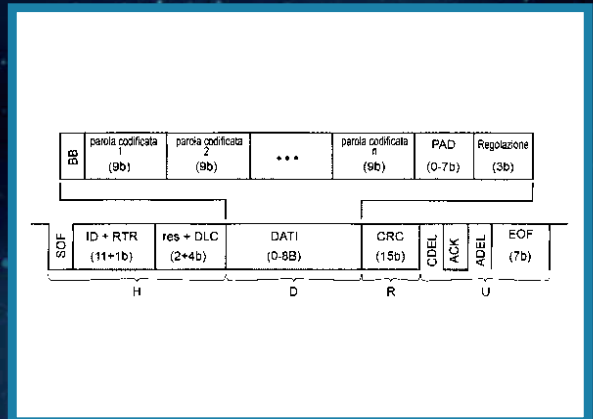 BB
parola codificata
1
(9b)
parola codificata
2
(9b)
•••
parola codificata
n
(9b)
PAD
(0-7b)
Regolazione
(3b)
SOF
ID + RTR
(11+1b)
res + DLC
(2+4b)
DATI
(0-8B)
CRC
(15b)
CDEL
ACK
ADEL
EOF
(7b)
H
D
R
U